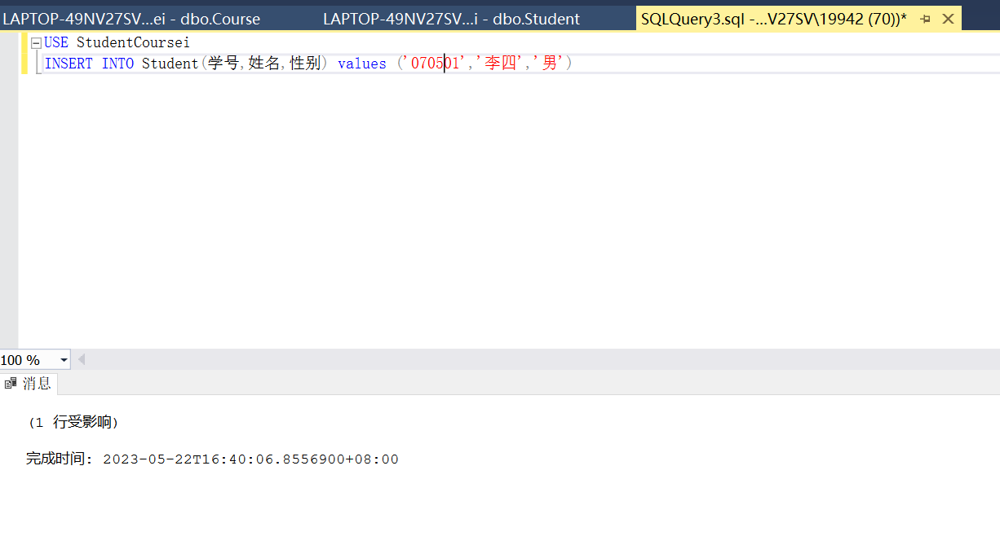 LAPTOP-49NV27SV...ei - dbo.Course LAPTOP-49NV27SV...i - dbo.Student SQLQuery3.sql -...V27SV\19942 (70))*
USE StudentCoursei
INSERT INTO Student(学号,姓名,性别) values ('070501','李四','男')
100 %
消息
(1 行受影响)
完成时间: 2023-05-22T16:40:06.8556900+08:00